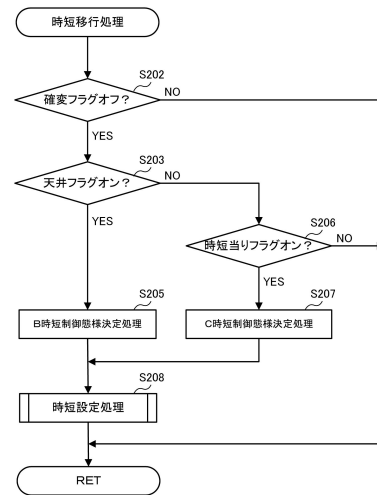 時短移行処理
S202
確変フラグオフ？
NO
YES
S203
天井フラグオン？
NO
YES
S206
時短当りフラグオン？
NO
YES
S205
B時短制御態様決定処理
S207
C時短制御態様決定処理
S208
時短設定処理
RET